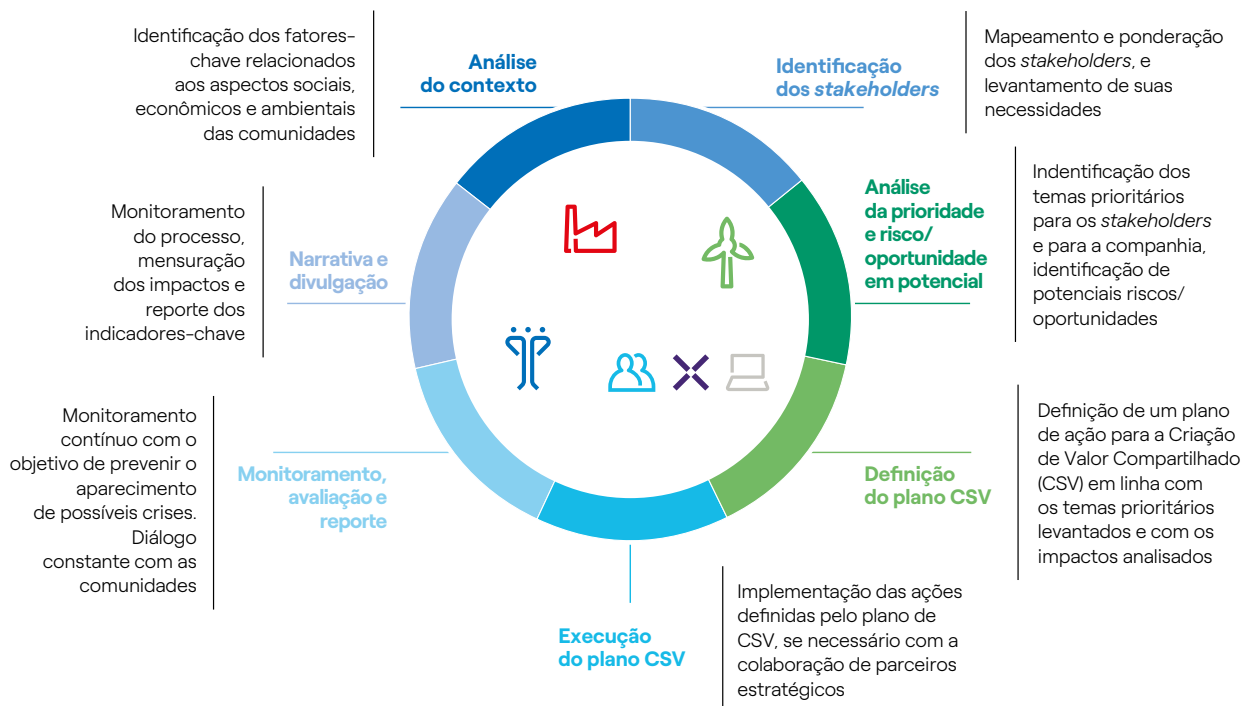 Identificação dos fatores-
chave relacionados
aos aspectos sociais,
econômicos e ambientais
das comunidades
Análise
do contexto
Identificação
dos stakeholders
Mapeamento e ponderação
dos stakeholders, e
levantamento de suas
necessidades
Análise
da prioridade
e risco/
oportunidade
em potencial
Indentificação dos
temas prioritários
para os stakeholders
e para a companhia,
identificação de
potenciais riscos/
oportunidades
Definição
do plano CSV
Definição de um plano
de ação para a Criação
de Valor Compartilhado
(CSV) em linha com
os temas prioritários
levantados e com os
impactos analisados
Execução
do plano CSV
Implementação das ações
definidas pelo plano de
CSV, se necessário com a
colaboração de parceiros
estratégicos
Monitoramento,
avaliação e
reporte
Monitoramento
contínuo com o
objetivo de prevenir o
aparecimento
de possíveis crises.
Diálogo
constante com as
comunidades
Narrativa e
divulgação
Monitoramento
do processo,
mensuração
dos impactos e
reporte dos
indicadores-chave